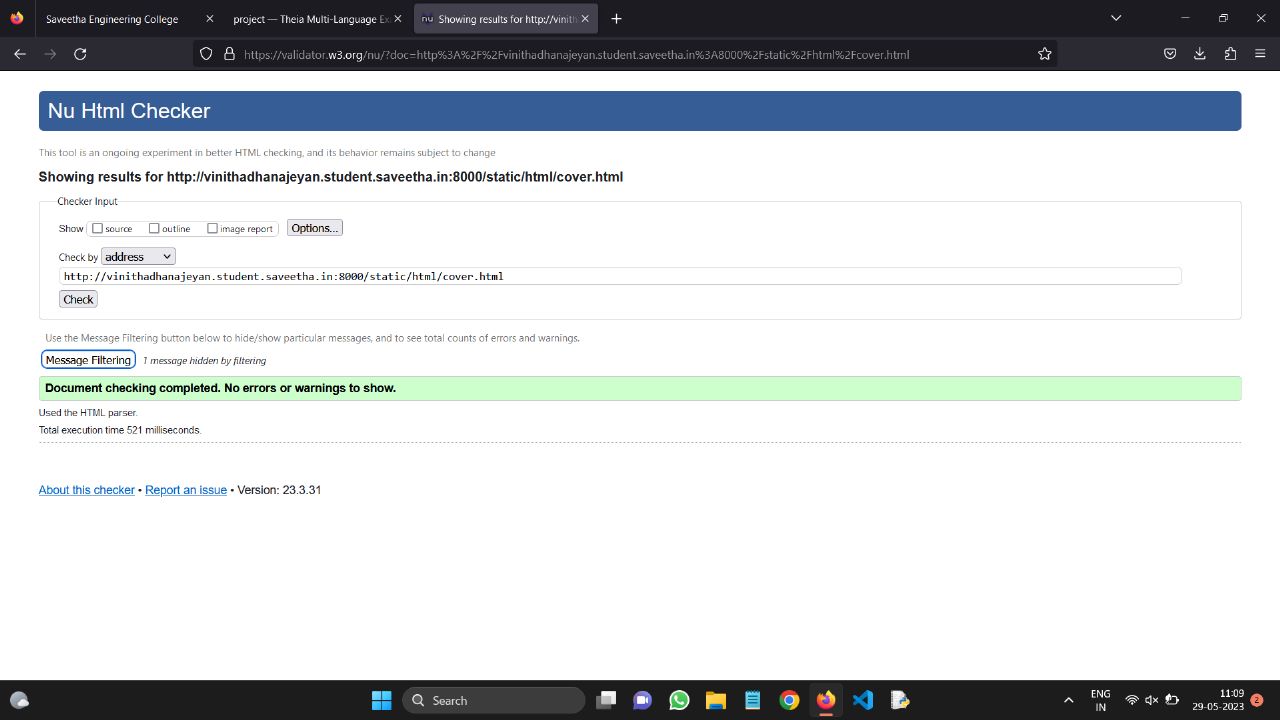 Saveetha Engineering College
project — Theia Multi-Language Ex
nu Showing results for http://vinith
https://validator.w3.org/nu/?doc=http%3A%2F%2Fvinithadhanajeyan.student.saveetha.in%3A8000%2Fstatic%2Fhtml%2Fcover.html
Nu Html Checker
This tool is an ongoing experiment in better HTML checking, and its behavior remains subject to change
Showing results for http://vinithadhanajeyan.student.saveetha.in:8000/static/html/cover.html
Checker Input
Show source outline image report Options...
Check by address
http://vinithadhanajeyan.student.saveetha.in:8000/static/html/cover.html
Check
Use the Message Filtering button below to hide/show particular messages, and to see total counts of errors and warnings.
Message Filtering 1 message hidden by filtering
Document checking completed. No errors or warnings to show.
Used the HTML parser.
Total execution time 521 milliseconds.
About this checker • Report an issue • Version: 23.3.31
Search
ENG
IN
11:09
29-05-2023
2